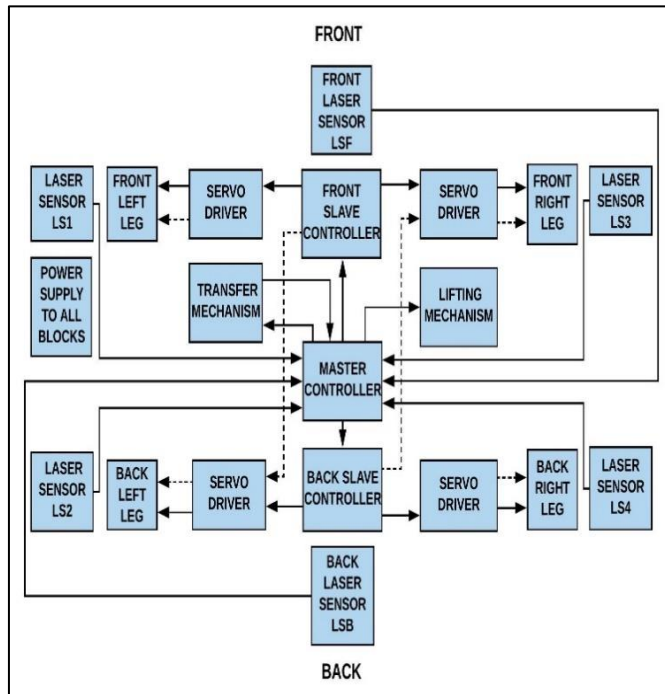 FRONT
FRONT
LASER
SENSOR
LSF
LASER
SENSOR
LS1
FRONT
LEFT
LEG
SERVO
DRIVER
FRONT
SLAVE
CONTROLLER
SERVO
DRIVER
FRONT
RIGHT
LEG
LASER
SENSOR
LS3
POWER
SUPPLY
TO ALL
BLOCKS
TRANSFER
MECHANISM
LIFTING
MECHANISM
MASTER
CONTROLLER
LASER
SENSOR
LS2
BACK
LEFT
LEG
SERVO
DRIVER
BACK SLAVE
CONTROLLER
SERVO
DRIVER
BACK
RIGHT
LEG
LASER
SENSOR
LS4
BACK
LASER
SENSOR
LSB
BACK